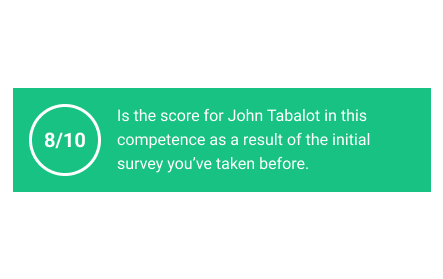 8/10
Is the score for John Tabalot in this
competence as a result of the initial
survey you've taken before.